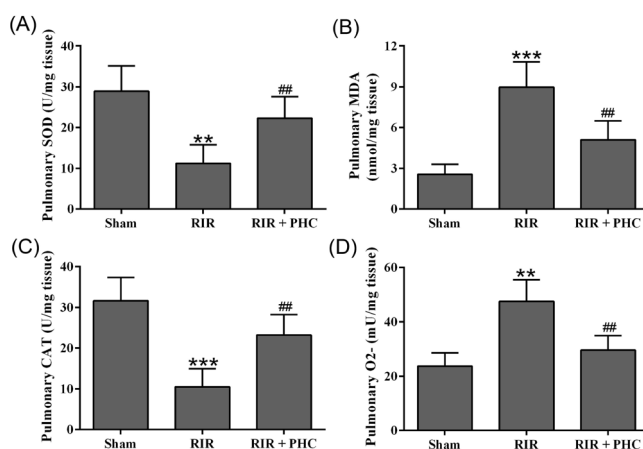 (A)
Pulmonary SOD (U/mg tissue)
40
30
20
10
0
**
##
Sham
RIR
RIR + PHC
(B)
Pulmonary MDA
(nmol/mg tissue)
12
9
6
3
0
***
##
Sham
RIR
RIR + PHC
(C)
Pulmonary CAT (U/mg tissue)
40
30
20
10
0
***
##
Sham
RIR
RIR + PHC
(D)
Pulmonary O2- (mU/mg tissue)
60
40
20
0
**
##
Sham
RIR
RIR + PHC